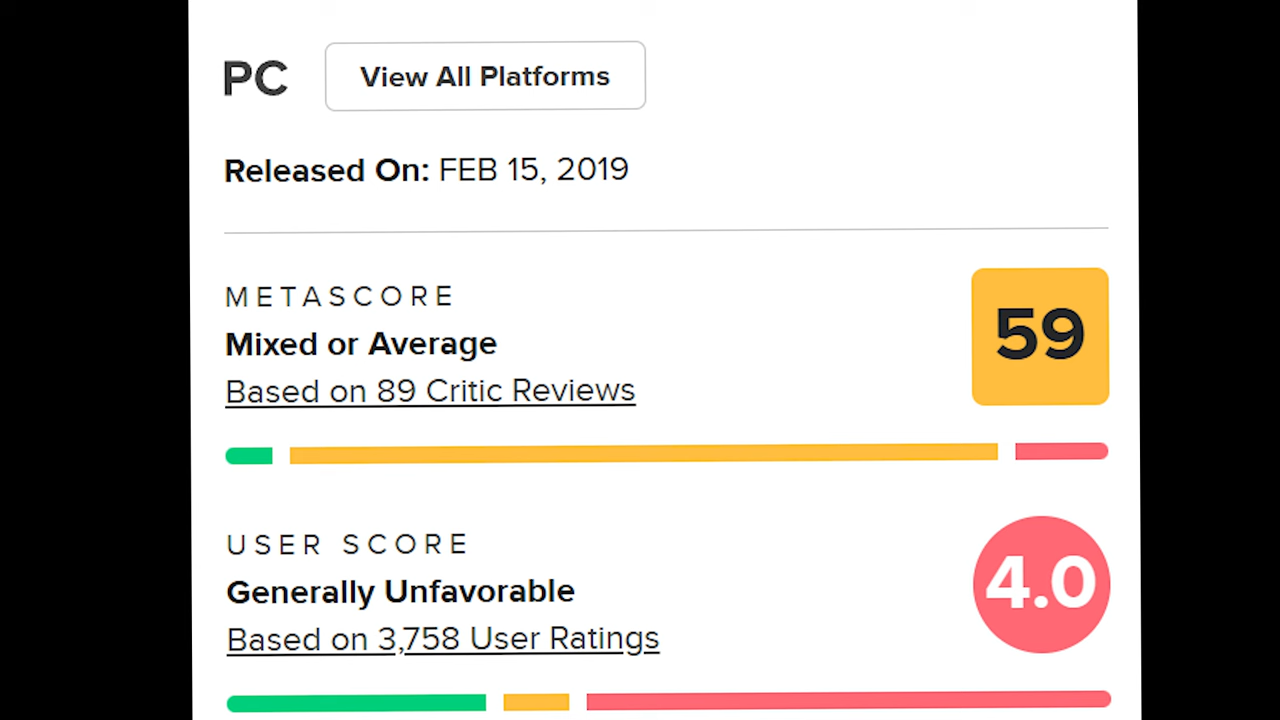 PC
View All Platforms
Released On: FEB 15, 2019
METASCORE
Mixed or Average
Based on 89 Critic Reviews
59
USER SCORE
Generally Unfavorable
Based on 3,758 User Ratings
4.0